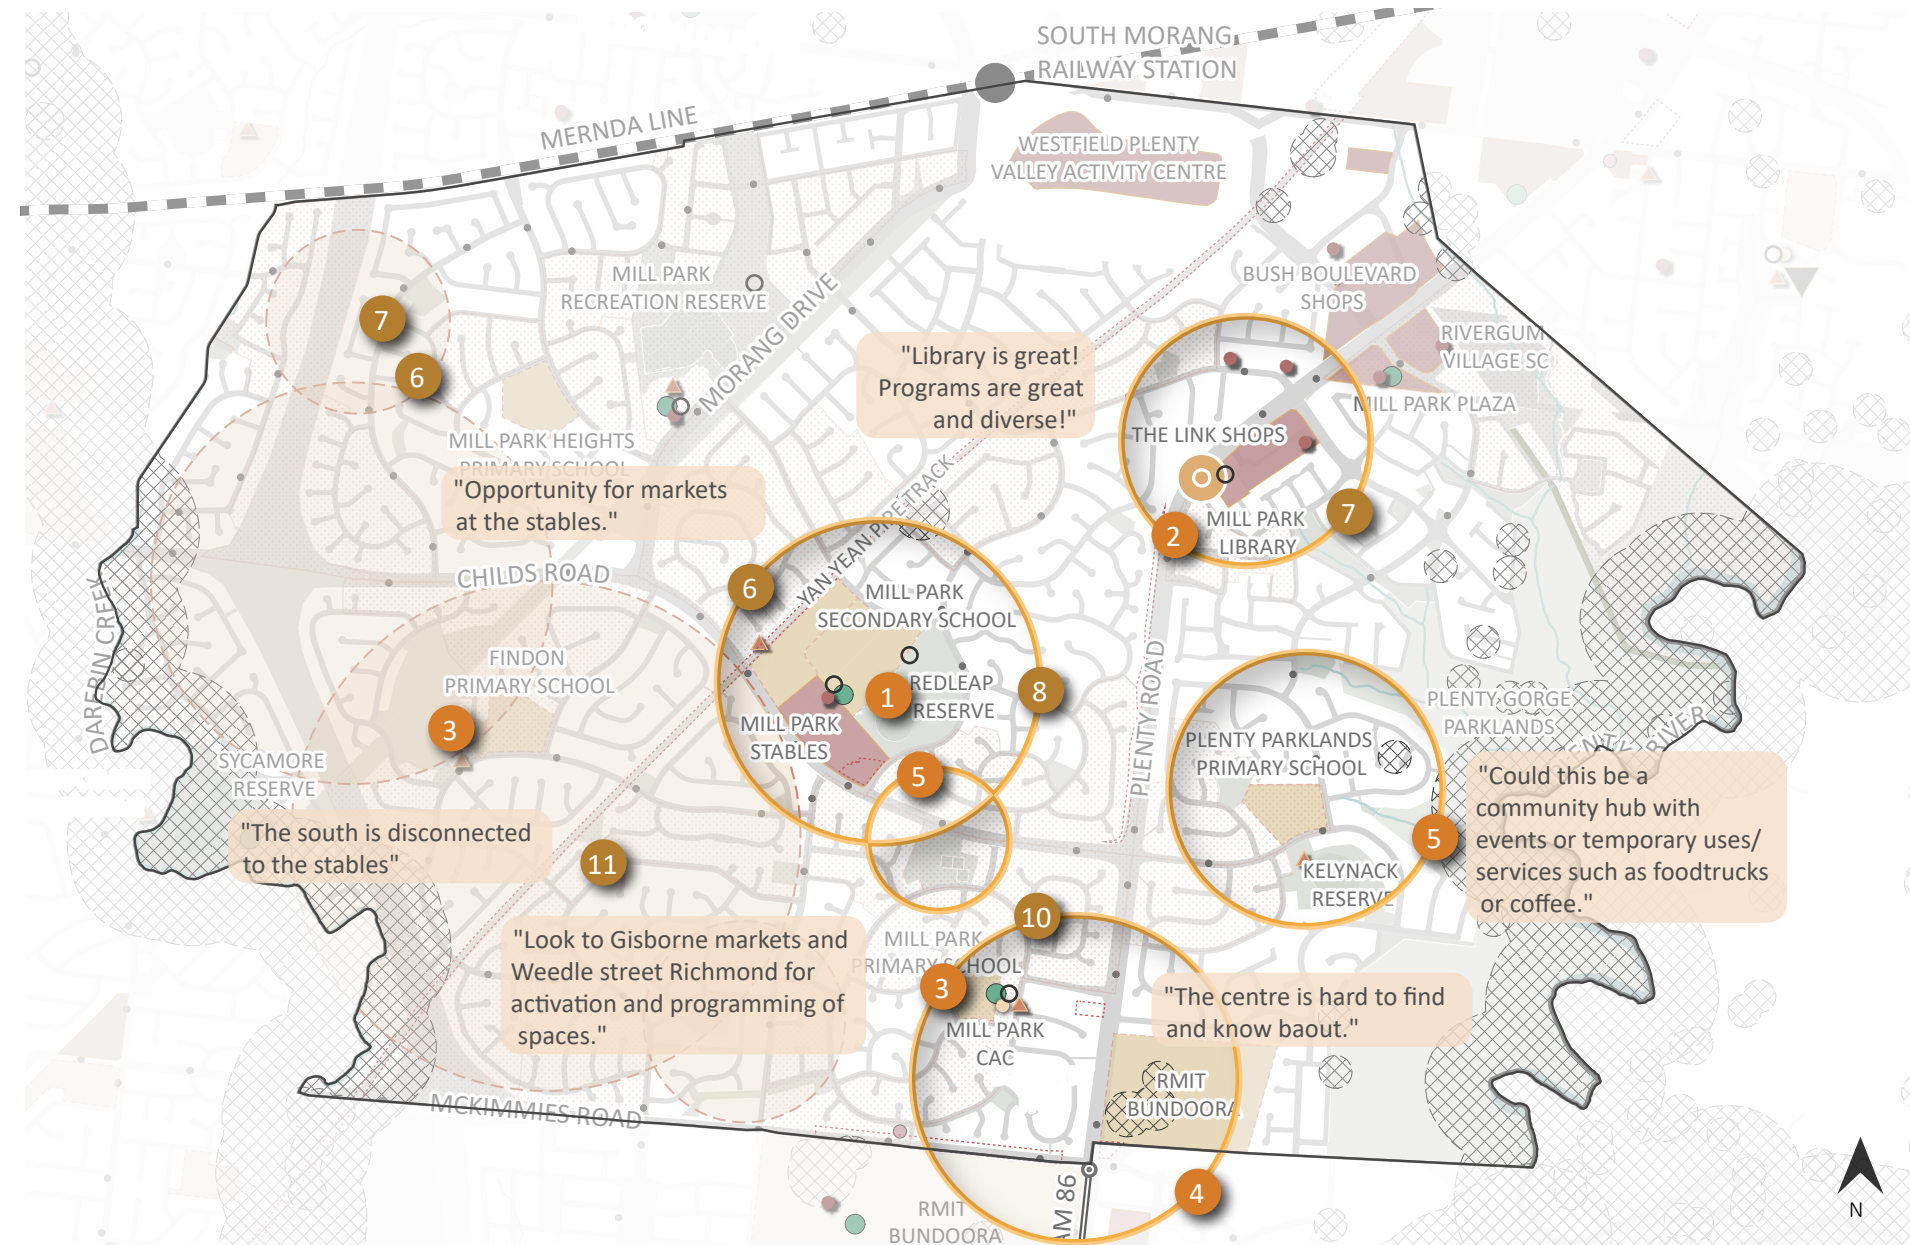 SOUTH MORANG
RAILWAY STATION
MERNDA LINE
WESTFIELD PLENTY
VALLEY ACTIVITY CENTRE
MILL PARK
RECREATION RESERVE
MORANG DRIVE
BUSH BOULEVARD
SHOPS
RIVERGUM
VILLAGE SC
MILL PARK PLAZA
7
6
"Library is great!
Programs are great
and diverse!"
THE LINK SHOPS
MILL PARK
LIBRARY
2
7
MILL PARK HEIGHTS
PRIMARY SCHOOL
"Opportunity for markets
at the stables."
YAN YEAN PIPE TRACK
CHILDS ROAD
DAREBIN CREEK
6
MILL PARK
SECONDARY SCHOOL
FINDON
PRIMARY SCHOOL
3
1
REDLEAP
RESERVE
8
MILL PARK
STABLES
5
PLENTY ROAD
PLENTY GORGE
PARKLANDS
PLENTY PARKLANDS
PRIMARY SCHOOL
RIVER
SYCAMORE
RESERVE
"The south is disconnected
to the stables"
11
5
"Could this be a
community hub with
events or temporary uses/
services such as foodtrucks
or coffee."
KELYNACK
RESERVE
10
"Look to Gisborne markets and
Weedle street Richmond for
activation and programming of
spaces."
MILL PARK
PRIMARY SCHOOL
3
MILL PARK
CAC
"The centre is hard to find
and know baout."
RMIT
BUNDOORA
MCKIMMIES ROAD
4
AM 86
RMIT
BUNDOORA
N